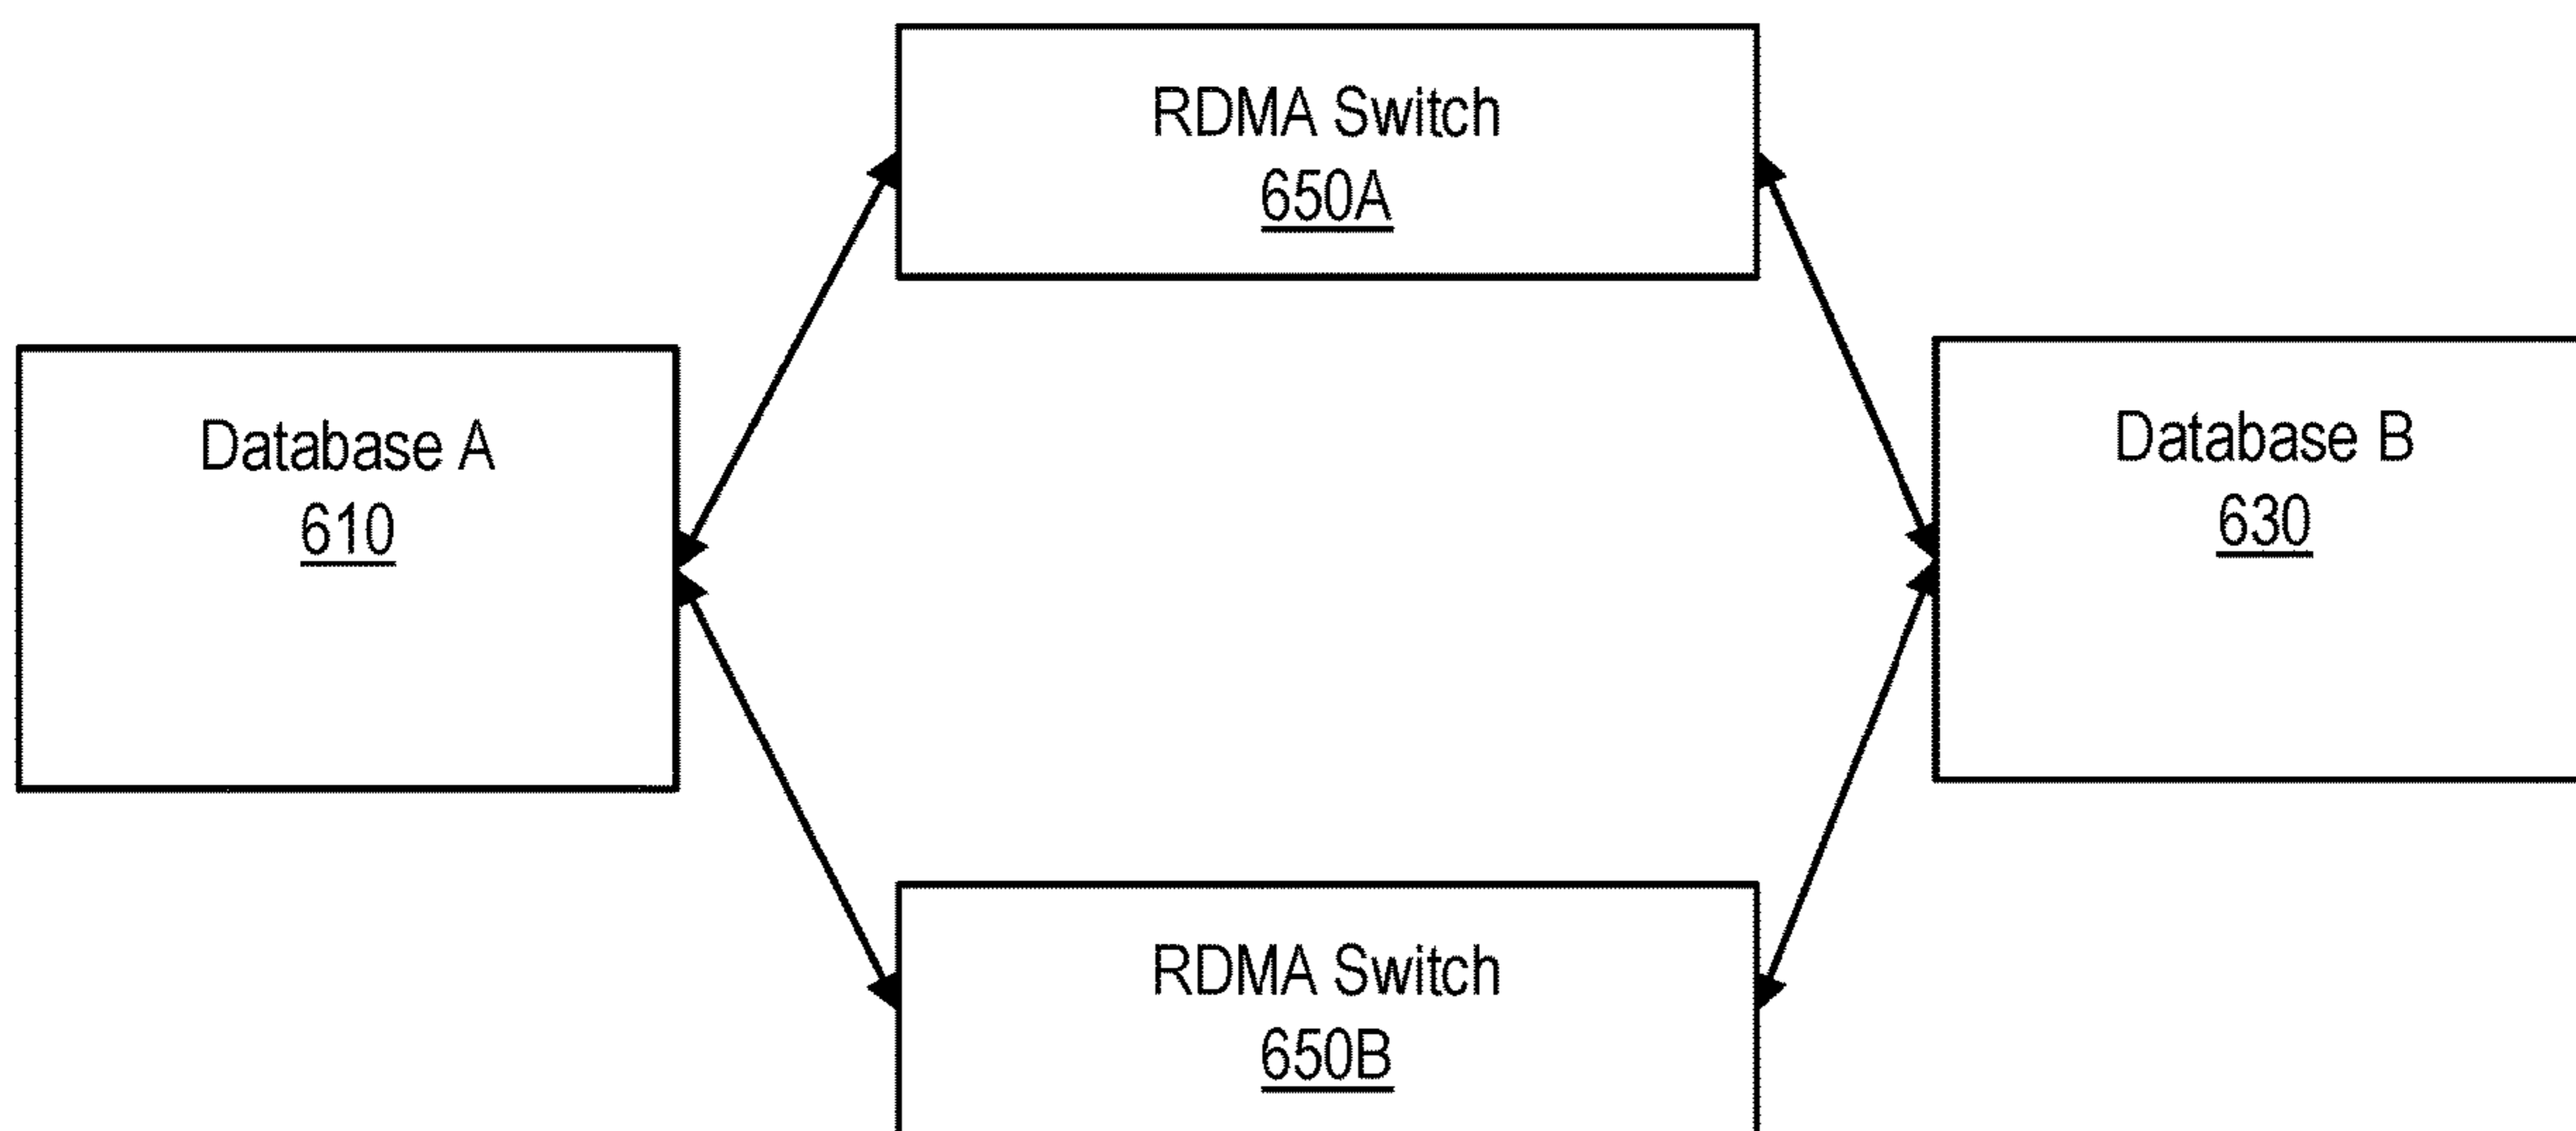 RDMA Switch
650A
Database A
610
Database B
630
RDMA Switch
650B